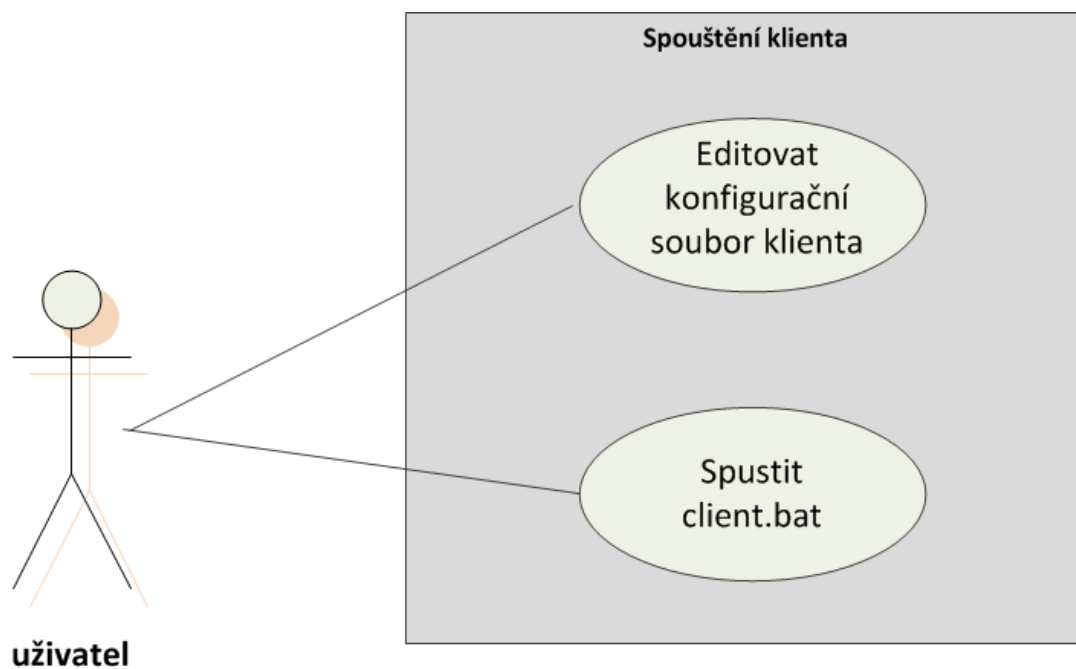 Spouštění klienta
Editovat
konfigurační
soubor klienta
Spustit
client.bat
uživatel